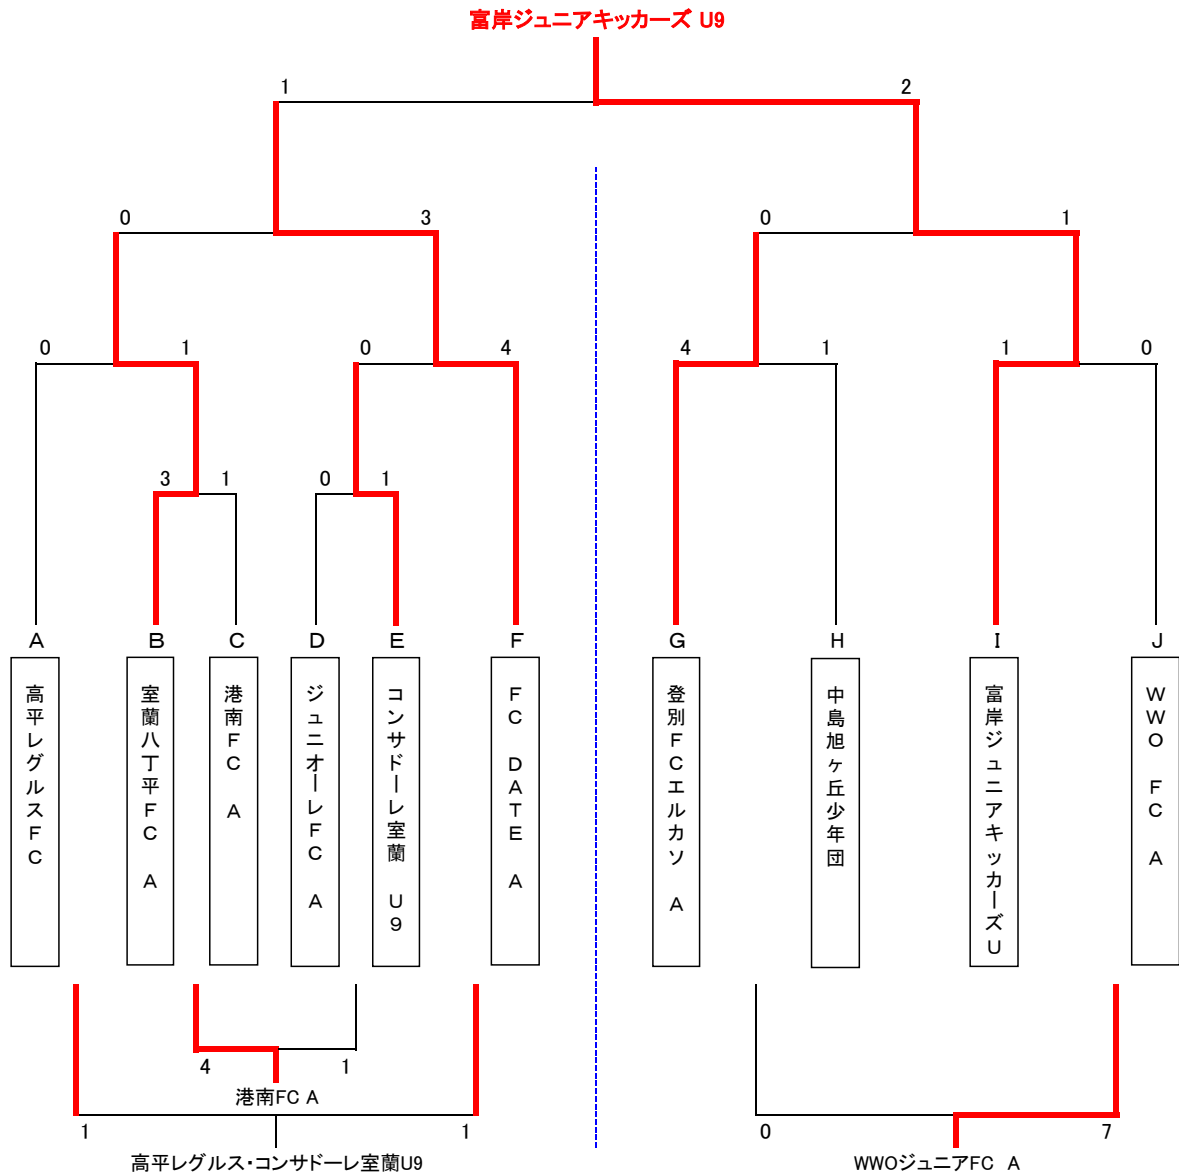 富岸ジュニアキッカーズ U9
1 2
0 3 0 1
0 1 0 4 4 1 1 0
3 1 0 1
A B C D E F G H I J
高平レグルスFC
室蘭八丁平FC A
港南FC A
ジュニオーレFC A
コンサドーレ室蘭 U9
FC DATE A
登別FCエルカソ A
中島旭ヶ丘少年団
富岸ジュニアキッカーズU
WWO FC A
4 1
港南FC A
1 1 0 7
高平レグルス・コンサドーレ室蘭U9
WWOジュニアFC A